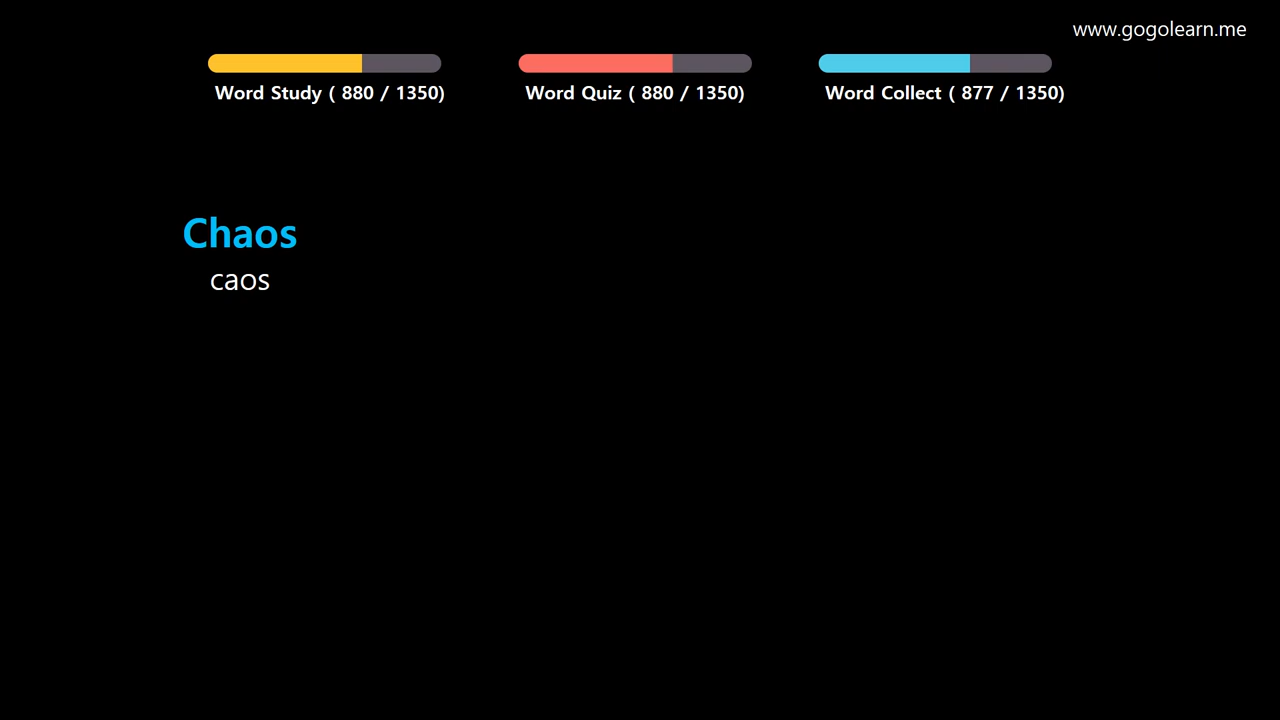 www.gogolearn.me
Word Study ( 880 / 1350)
Word Quiz ( 880 / 1350)
Word Collect ( 877 / 1350)
Chaos
caos